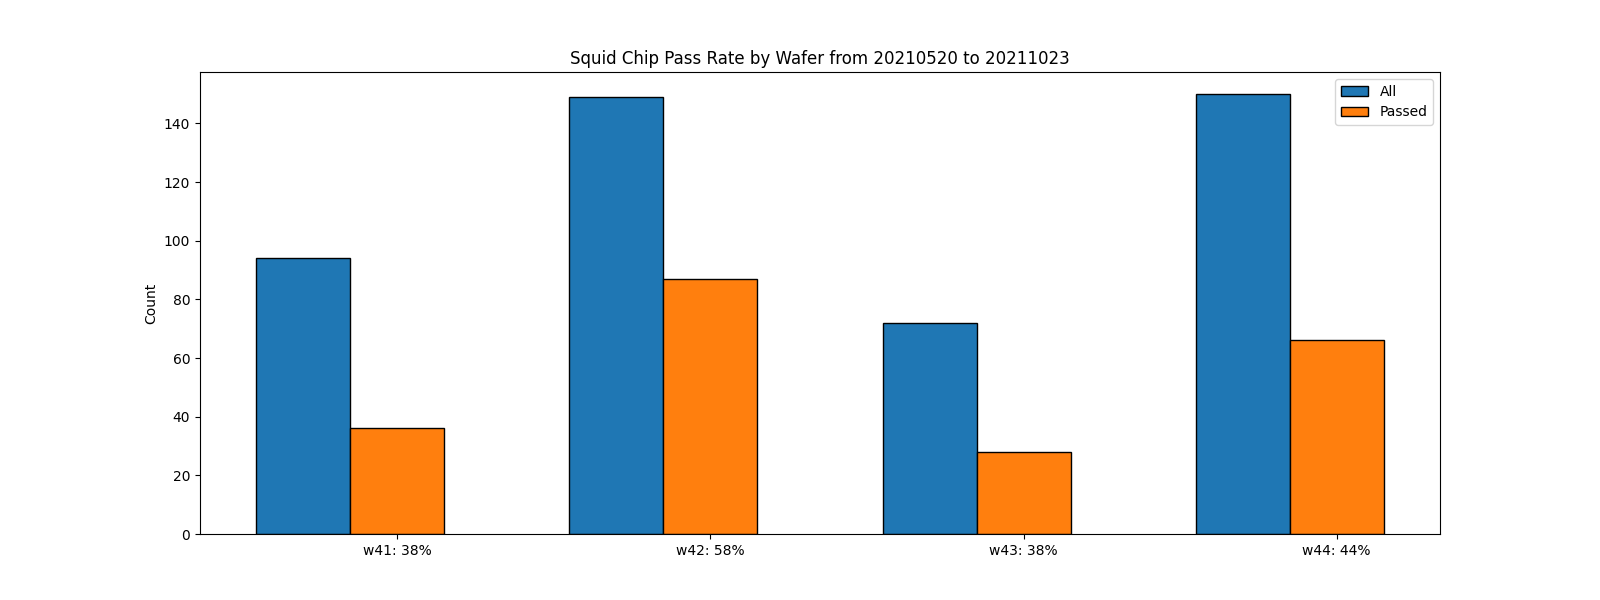 Squid Chip Pass Rate by Wafer from 20210520 to 20211023
All
Passed
Count
140
120
100
80
60
40
20
0
w41: 38%
w42: 58%
w43: 38%
w44: 44%